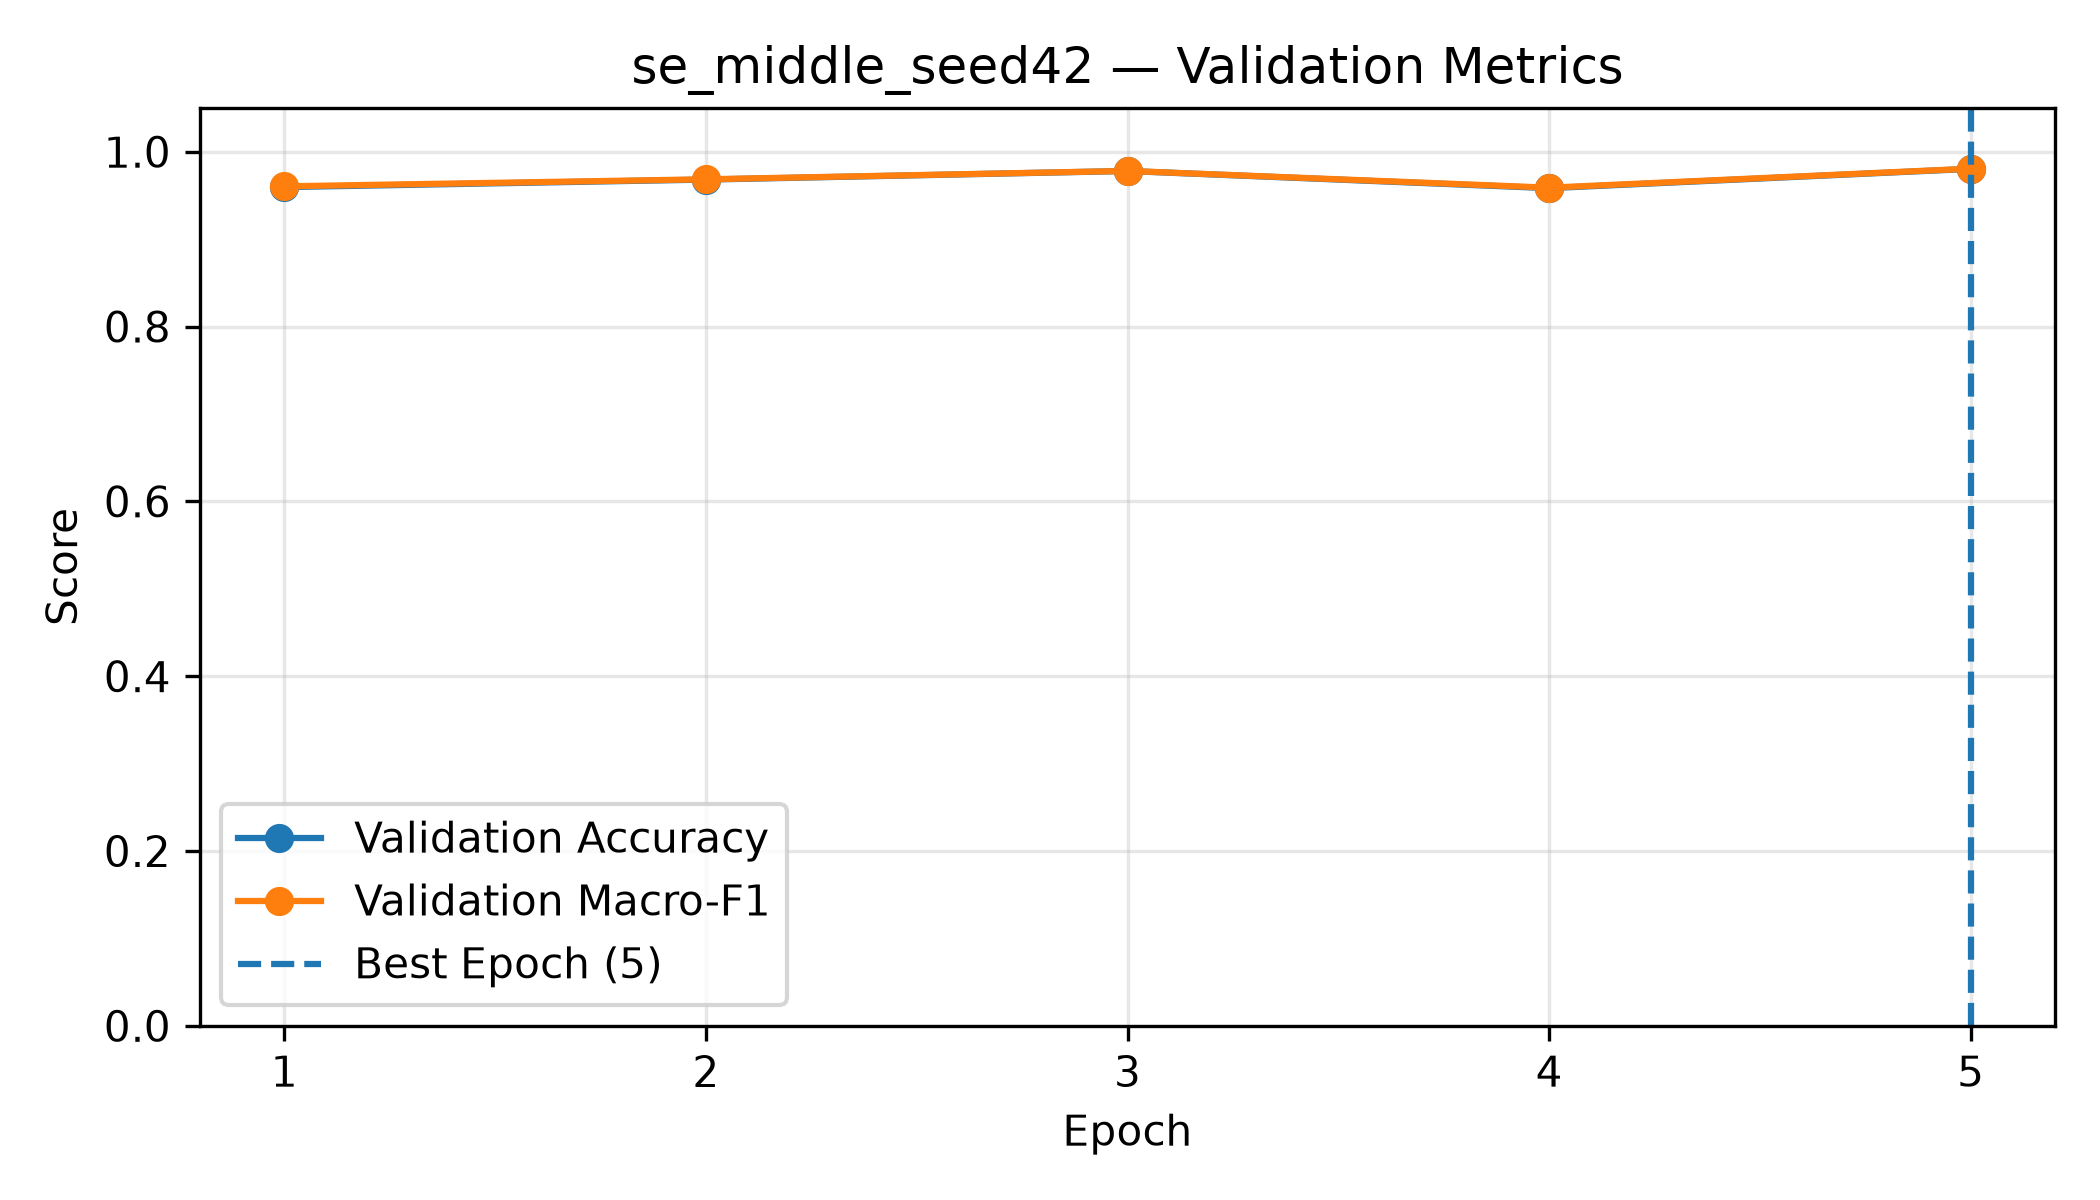 se_middle_seed42 — Validation Metrics
1.0
0.8
0.6
0.4
0.2
0.0
Score
Validation Accuracy
Validation Macro-F1
Best Epoch (5)
1 2 3 4 5
Epoch